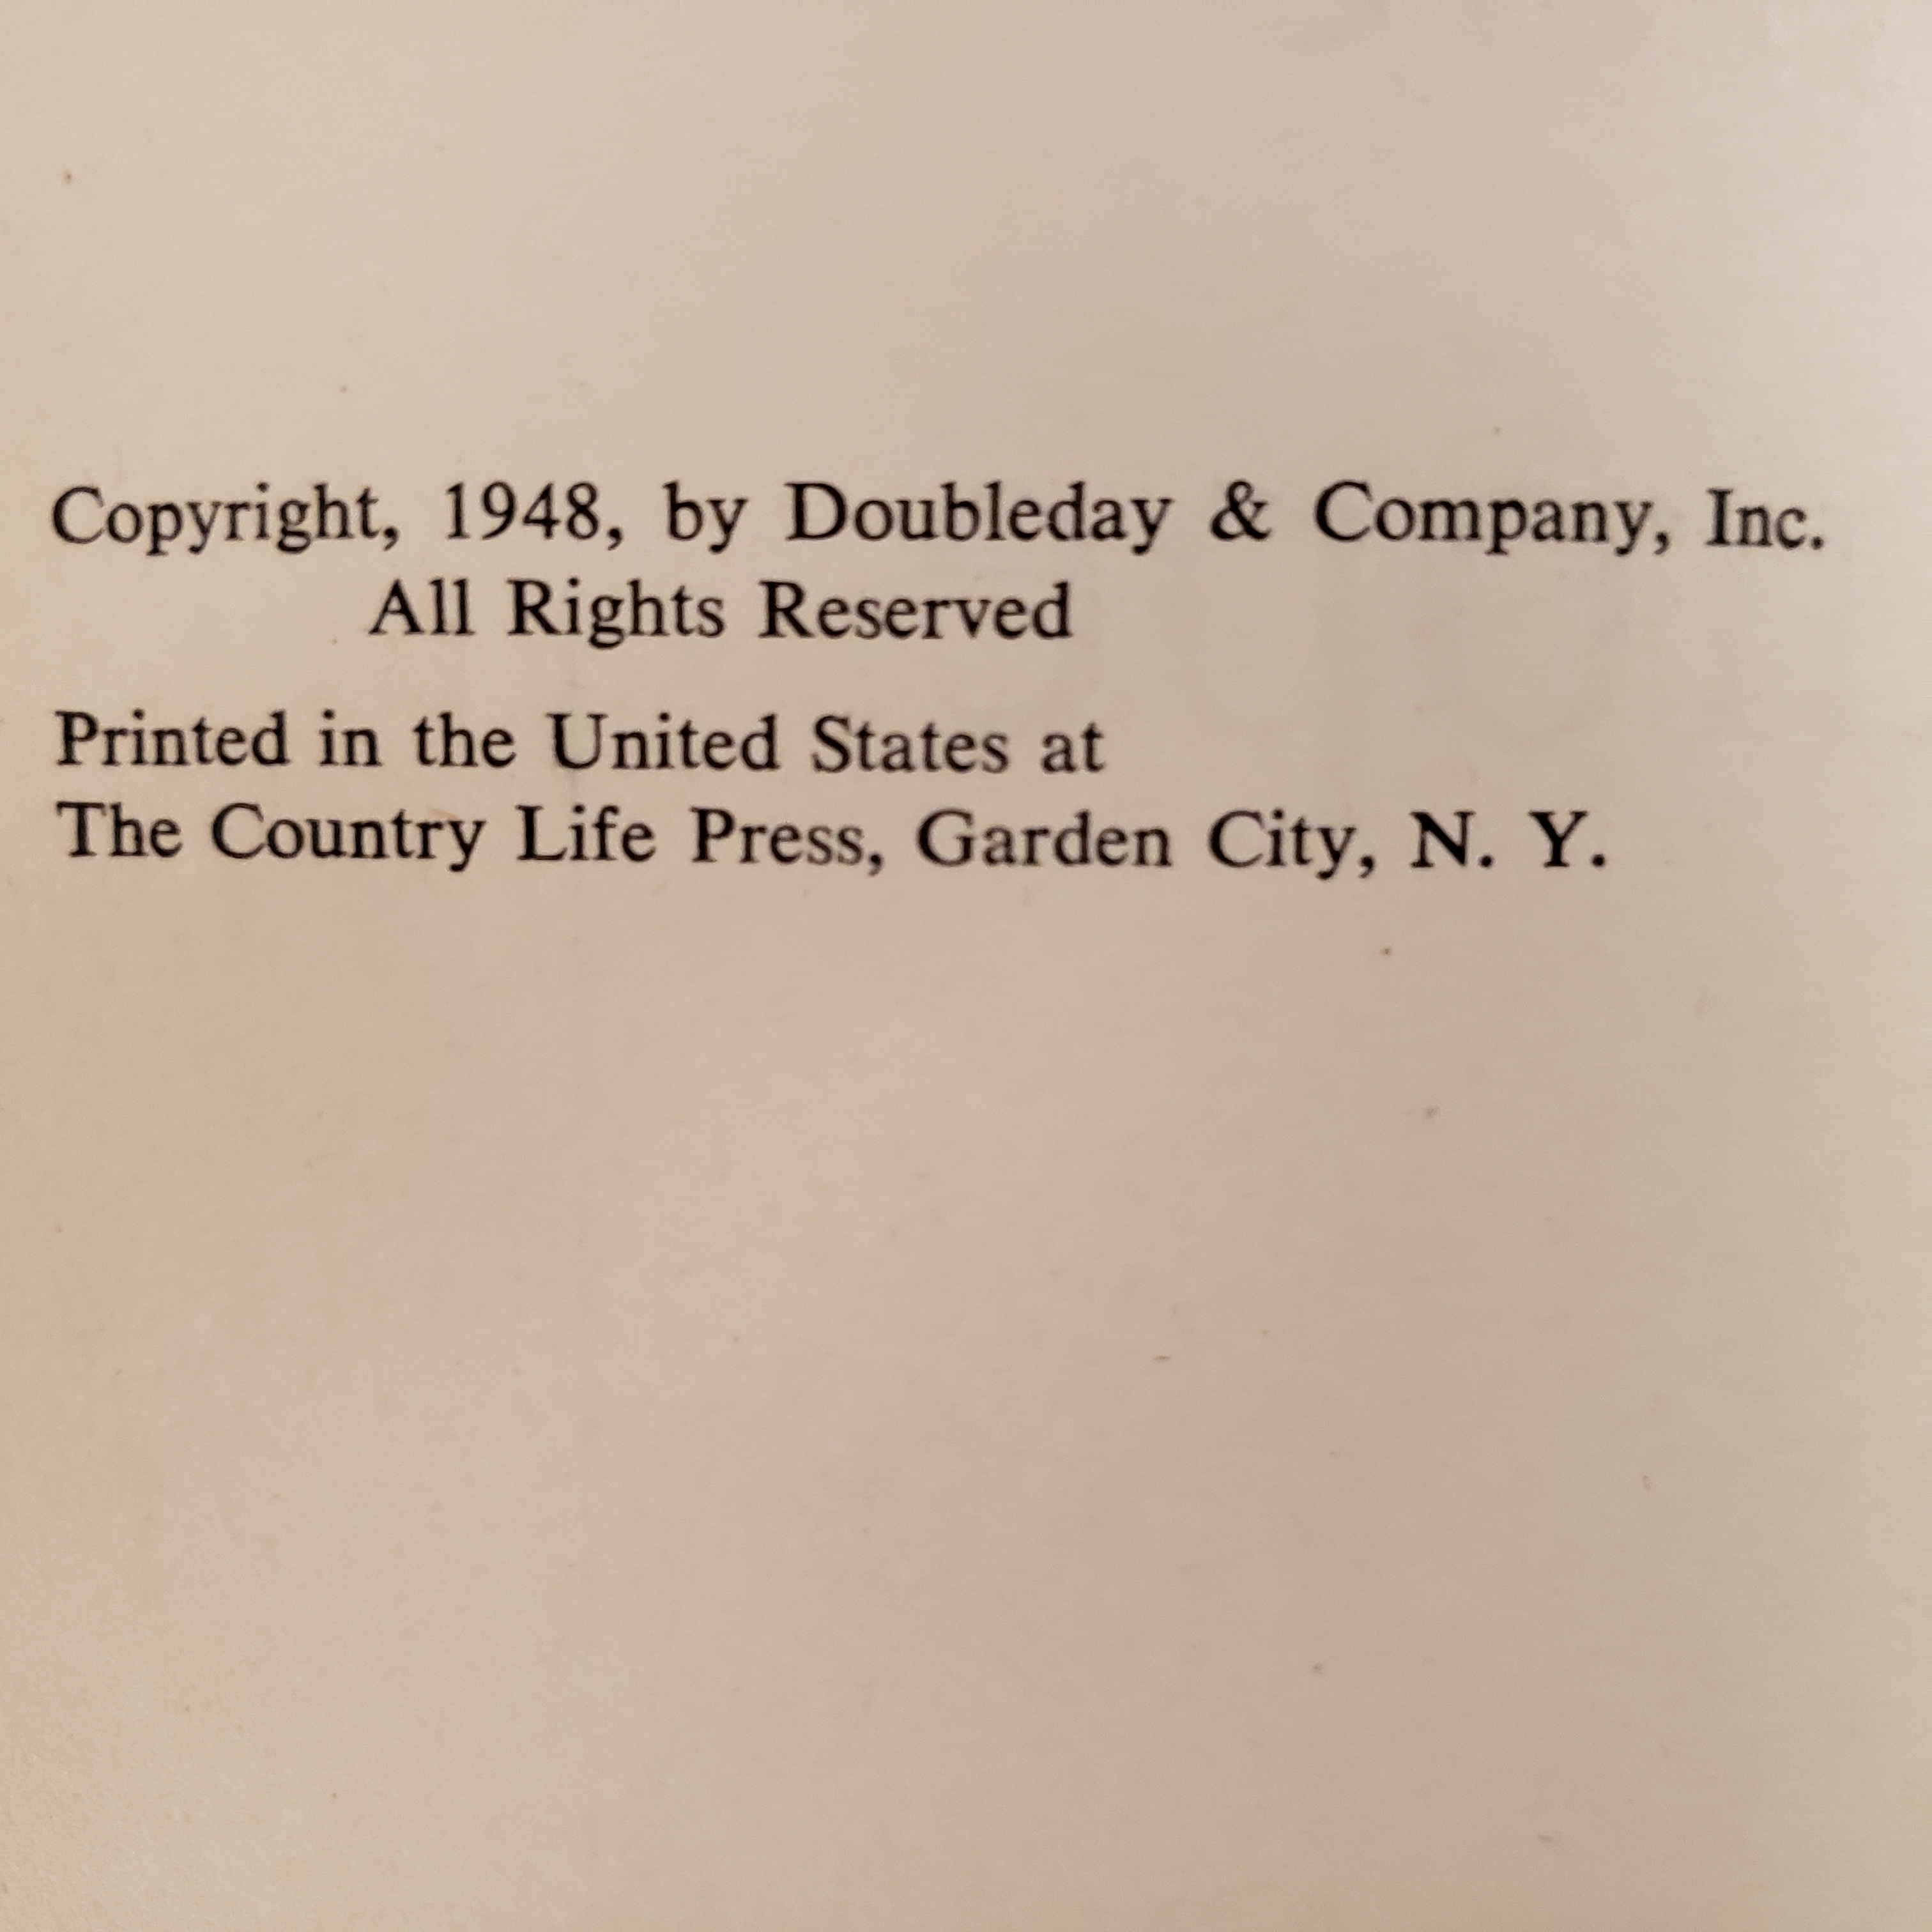 Copyright, 1948, by Doubleday & Company, Inc.
All Rights Reserved
Printed in the United States at
The Country Life Press, Garden City, N. Y.